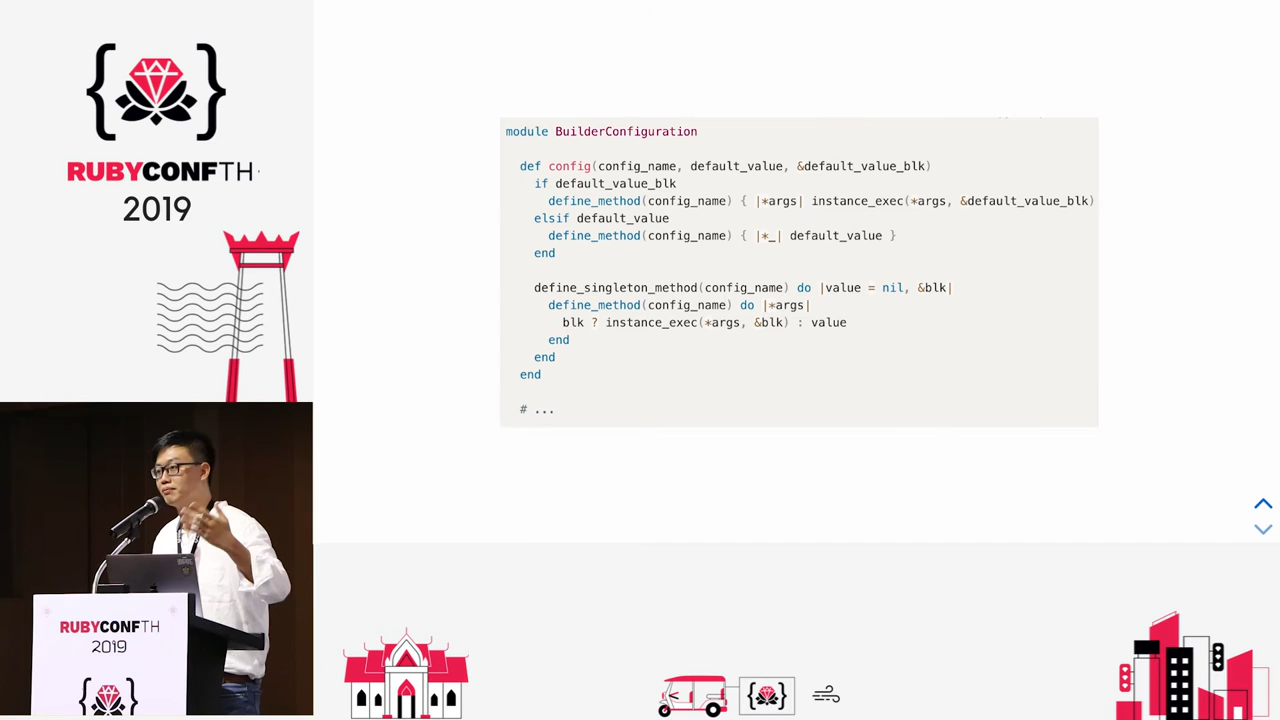 RUBYCONFTH
2019
module BuilderConfiguration
def config(config_name, default_value, &default_value_blk)
if default_value_blk
define_method(config_name) { |*args| instance_exec(*args, &default_value_blk)
elsif default_value
define_method(config_name) { |*_| default_value }
end
define_singleton_method(config_name) do |value = nil, &blk|
define_method(config_name) do |*args|
blk ? instance_exec(*args, &blk) : value
end
end
end
# ...
RUBYCONFTH
2019